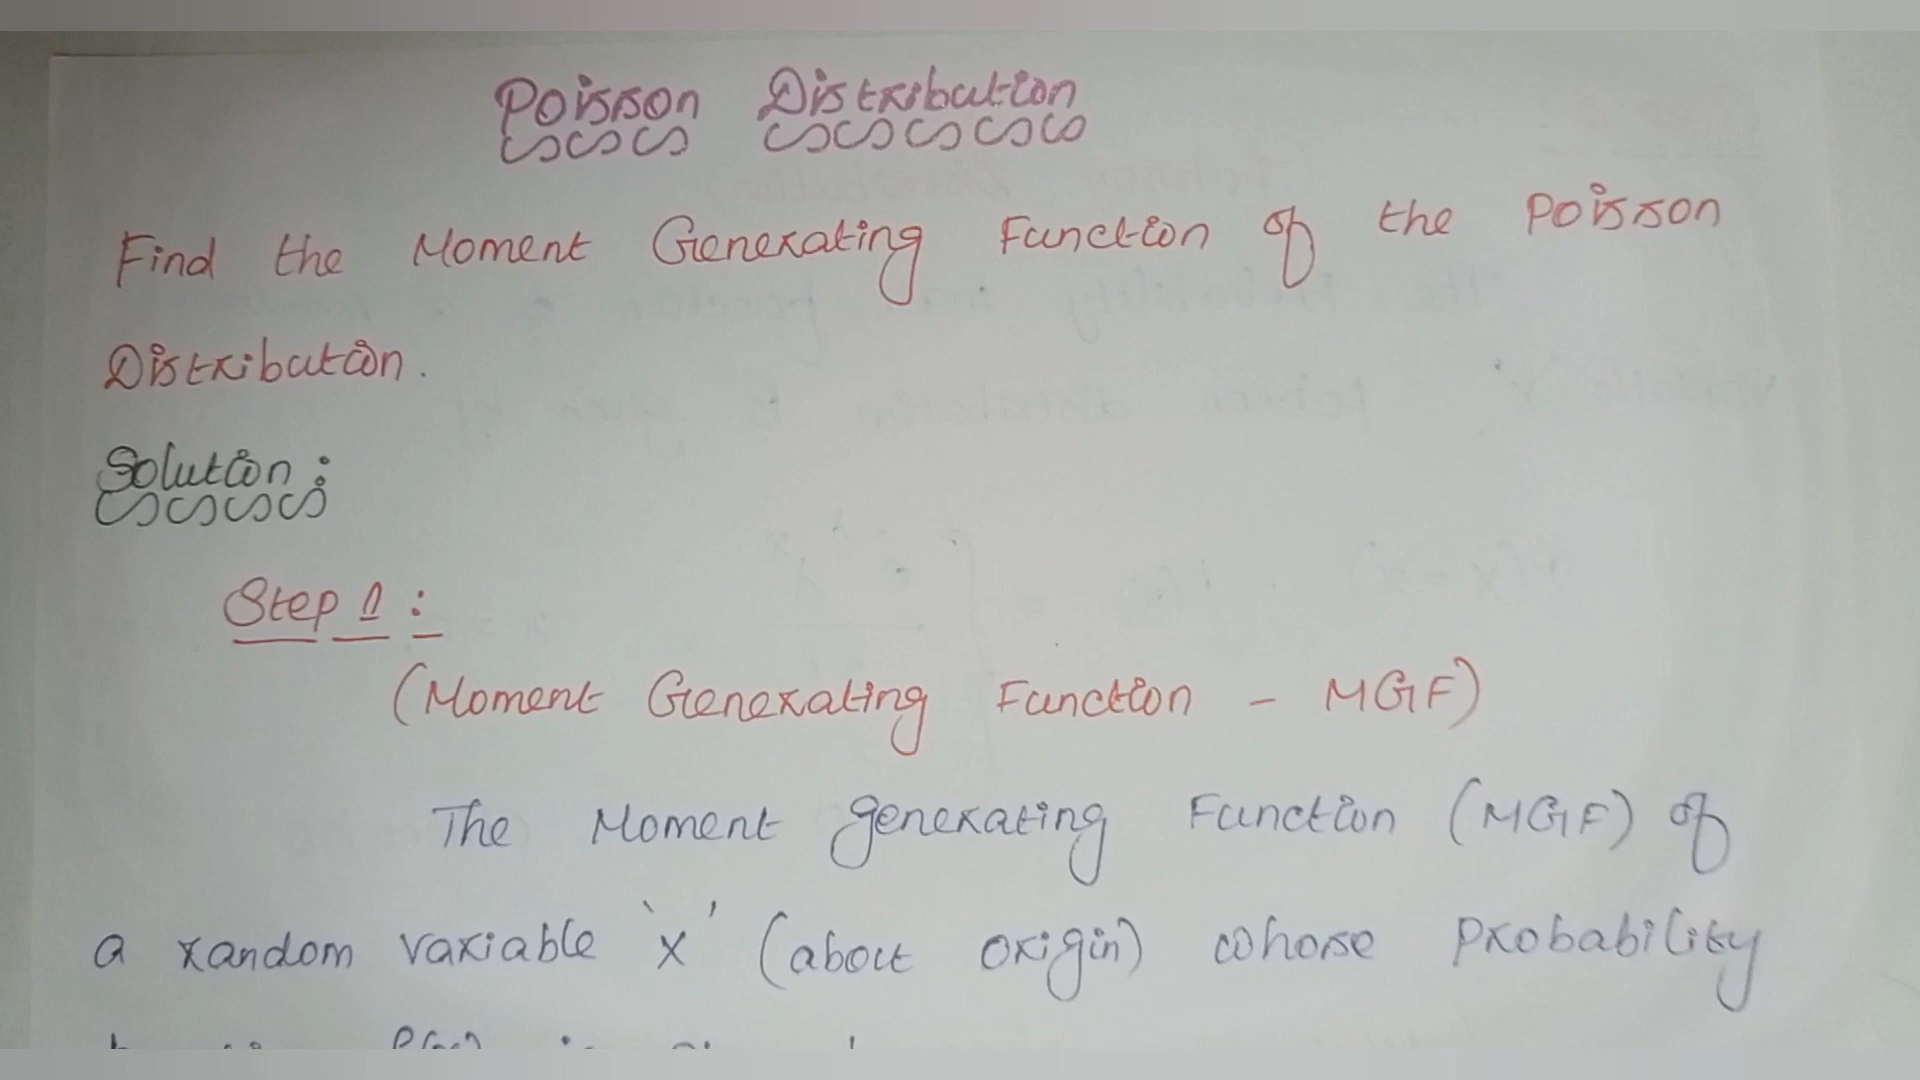 Poisson Distribution
Find the Moment Generating Function of the Poisson
Distribution.
Solution:
Step 1:
(Moment Generating Function - MGF)
The Moment generating Function (MGF) of
a random variable 'x' (about origin) whose Probability